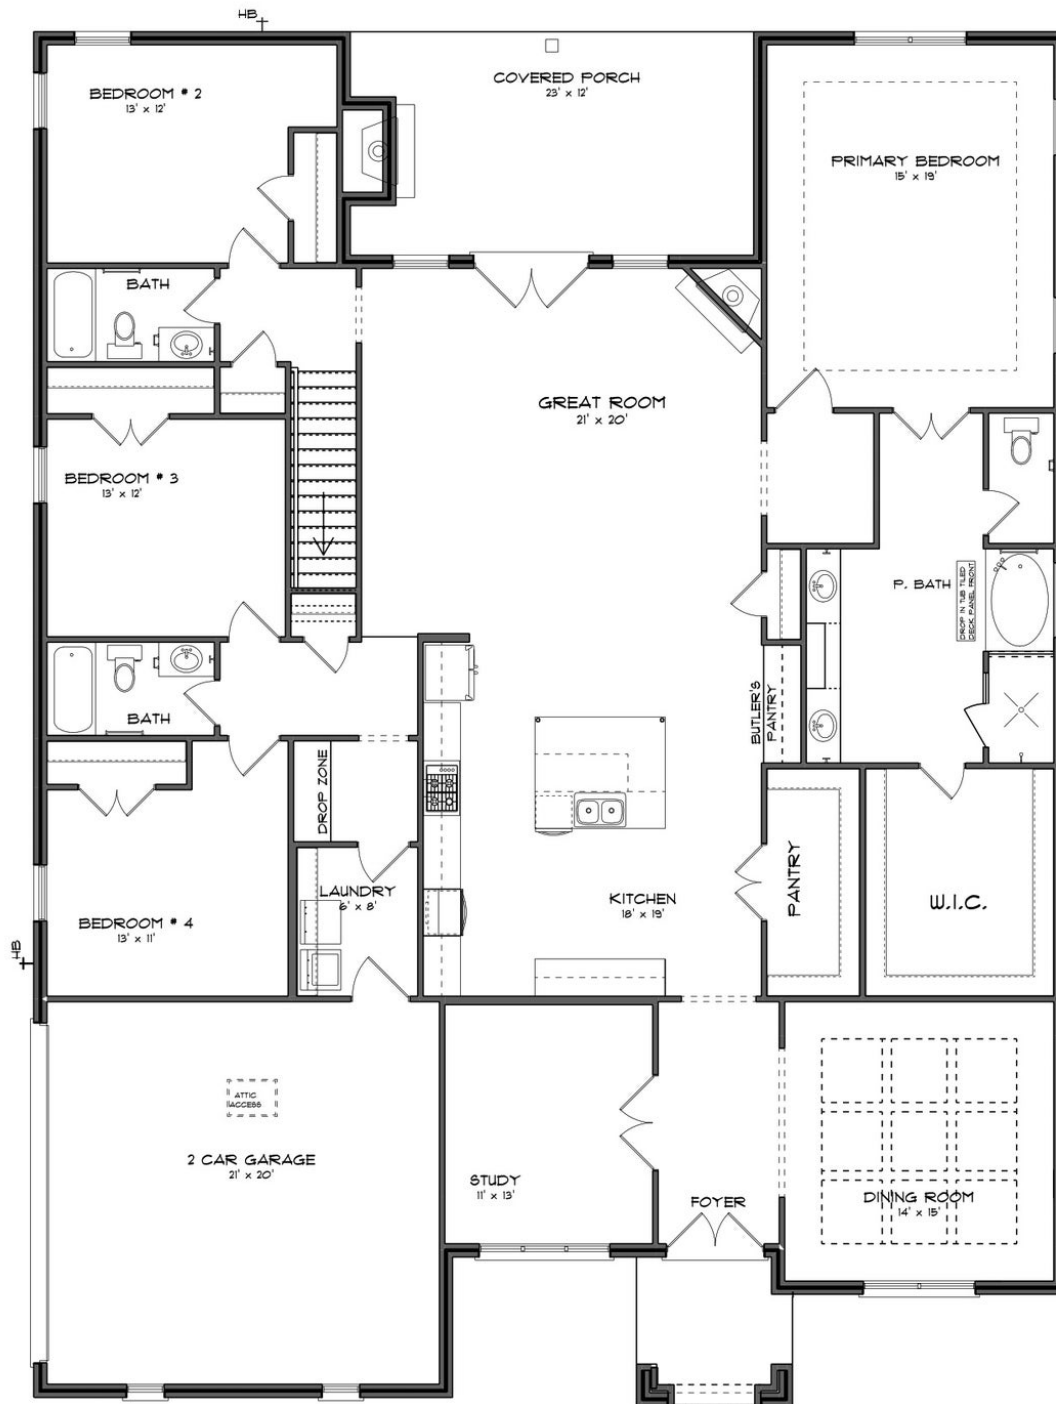 HB
BEDROOM # 2
13' x 12'
COVERED PORCH
23' x 12'
PRIMARY BEDROOM
15' x 19'
BATH
GREAT ROOM
21' x 20'
BEDROOM # 3
13' x 12'
P. BATH
DROP IN TUB TILED
DECK PANEL FRONT
BATH
BUTLER'S
PANTRY
DROP ZONE
LAUNDRY
6' x 8'
KITCHEN
18' x 19'
PANTRY
W.I.C.
BEDROOM # 4
13' x 11'
HB
ATTIC
ACCESS
2 CAR GARAGE
21' x 20'
STUDY
11' x 13'
FOYER
DINING ROOM
14' x 15'